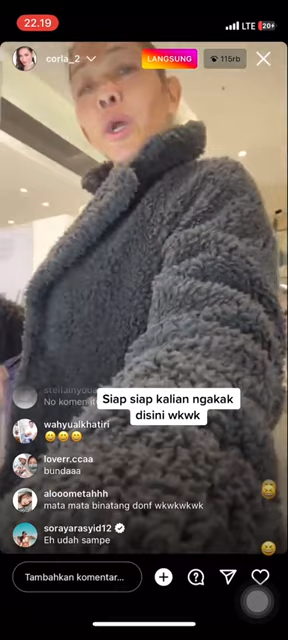 22.19
LTE
20+
corla_2
LANGSUNG
115rb
Siap siap kalian ngakak
disini wkwk
No komen
wahyualkhatiri
loverr.ccaa
bundaaa
alooometahhh
mata mata binatang donf wkwkwkwk
sorayarasyid12
Eh udah sampe
Tambahkan komentar...